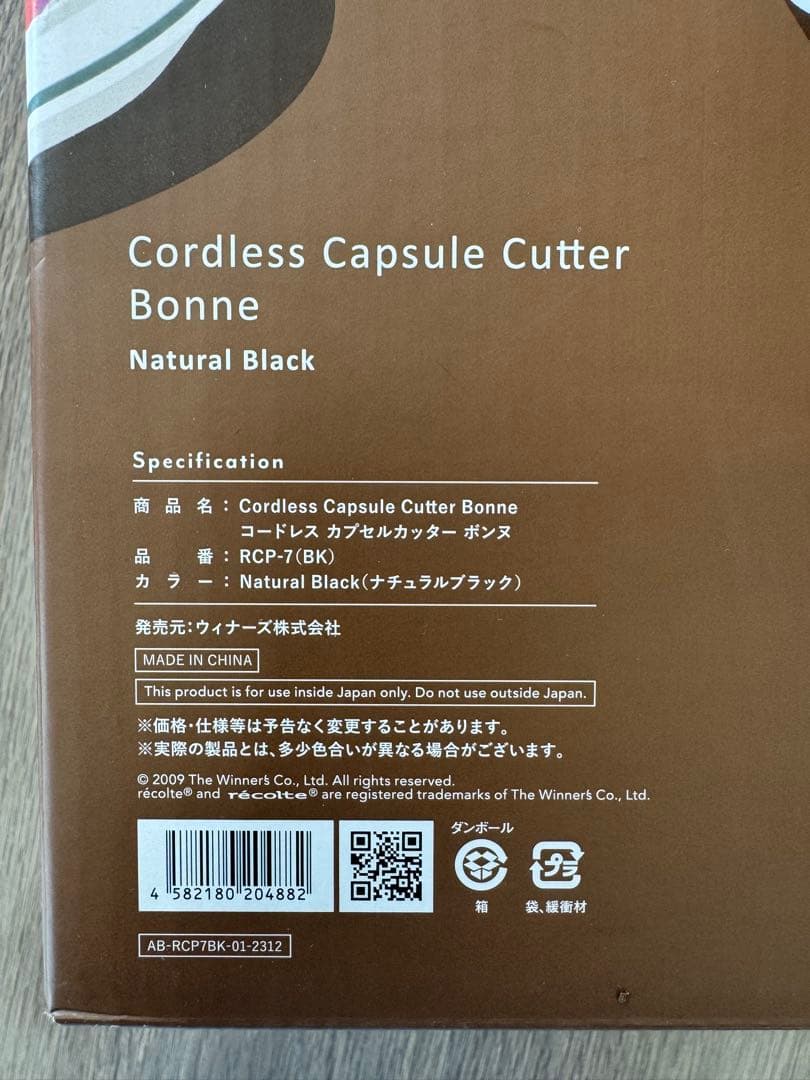 Cordless Capsule Cutter
Bonne
Natural Black
Specification
商品名：Cordless Capsule Cutter Bonne
コードレス カプセルカッター ボンヌ
品番：RCP-7（BK）
カラー：Natural Black（ナチュラルブラック）
発売元：ウィナーズ株式会社
MADE IN CHINA
This product is for use inside Japan only. Do not use outside Japan.
※価格・仕様等は予告なく変更することがあります。
※実際の製品とは、多少色合いが異なる場合がございます。
© 2009 The Winner's Co., Ltd. All rights reserved.
récolte® and récolte® are registered trademarks of The Winner's Co., Ltd.
ダンボール
プラ
4 582180 204882
箱
袋、緩衝材
AB-RCP7BK-01-2312